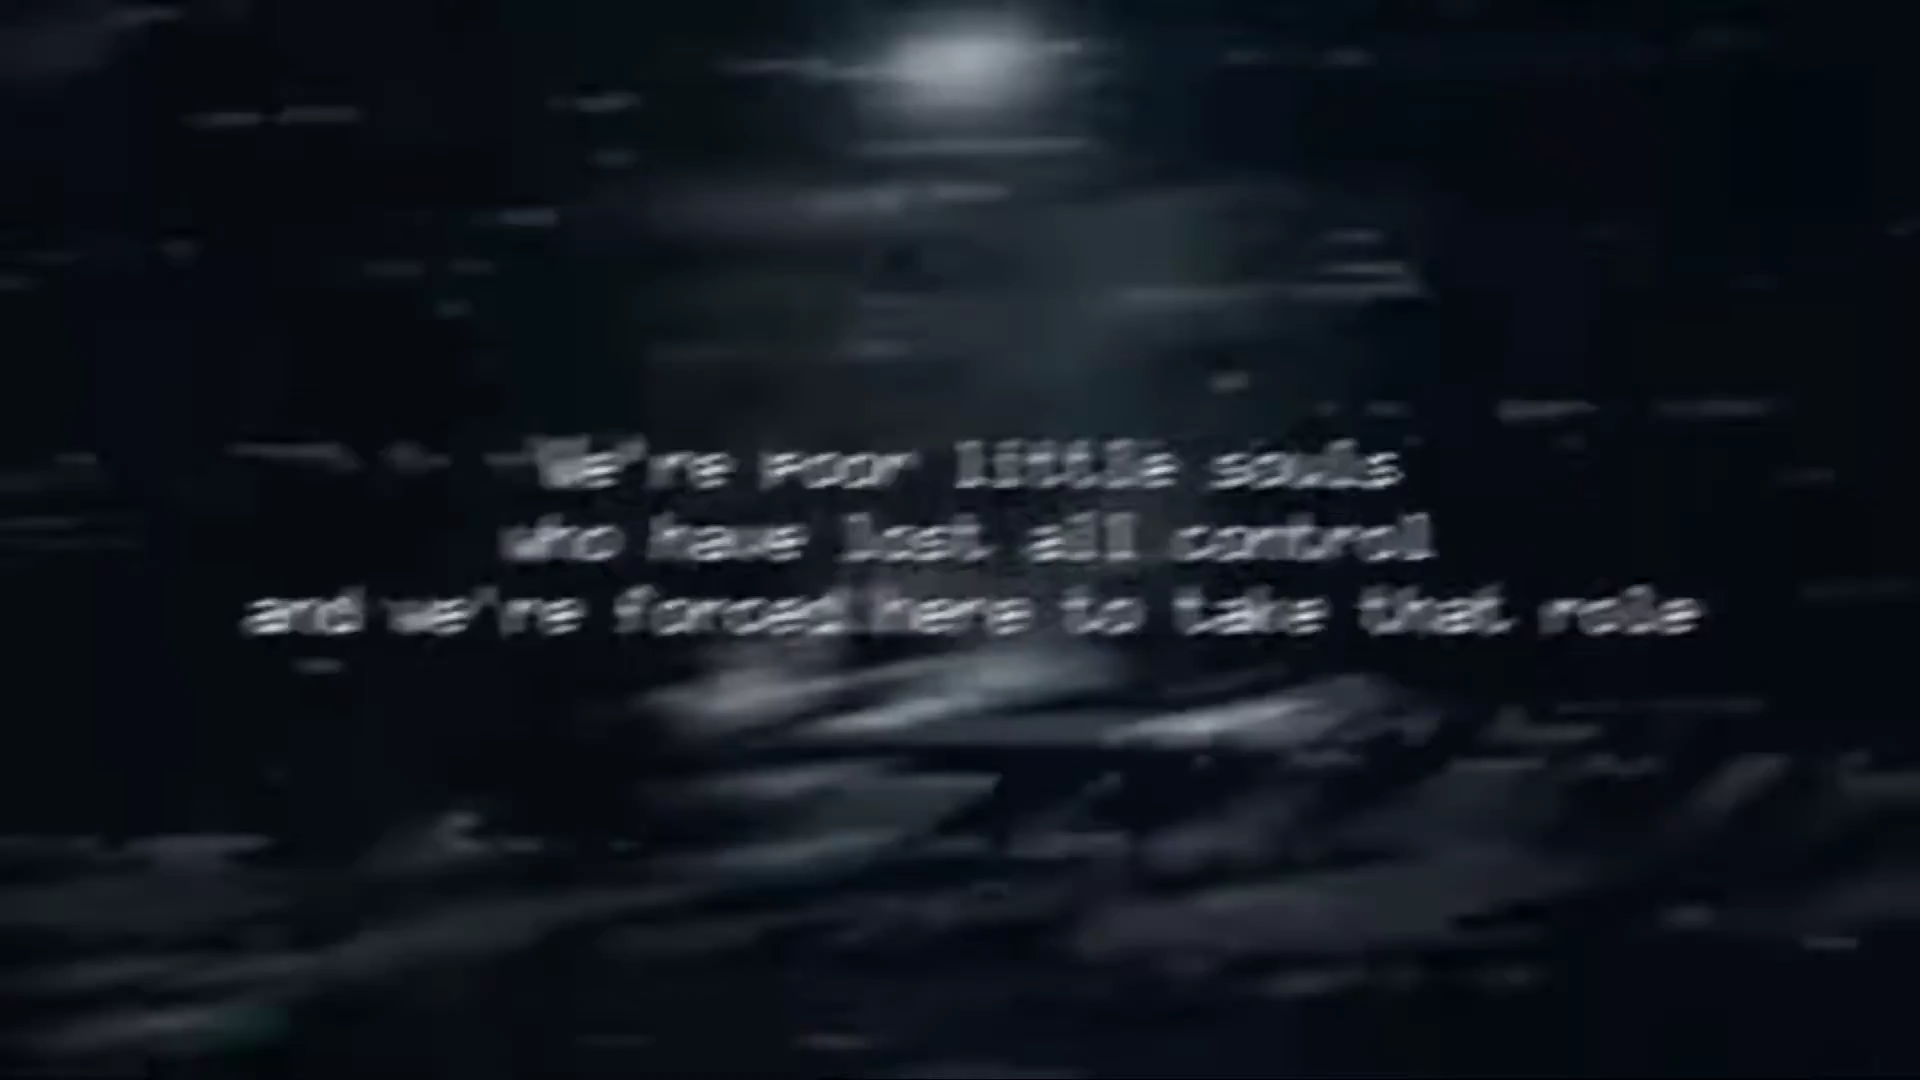 We're poor little souls
who have lost all control
and we're forced here to take that role